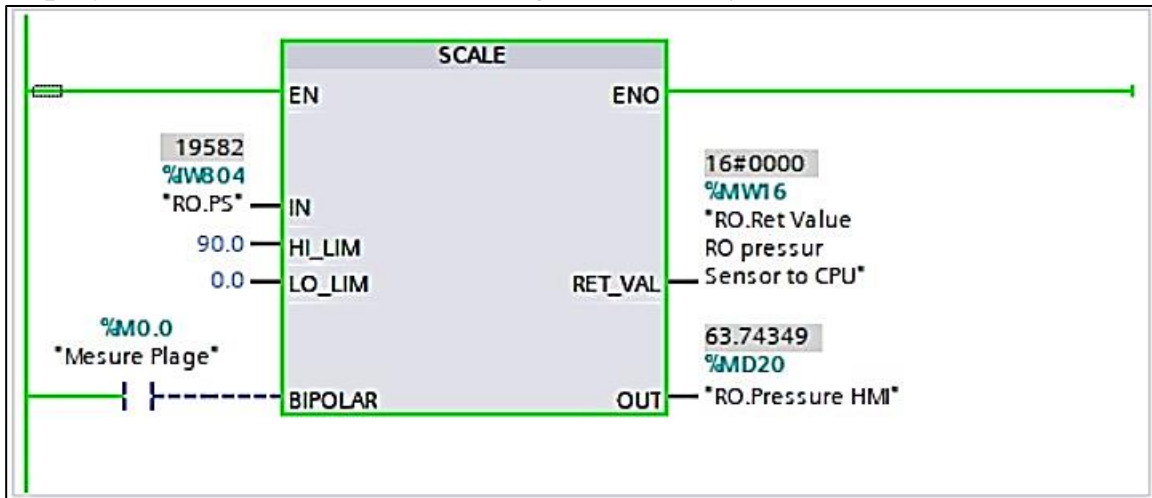 SCALE
EN ENO
19582
%IW804
"RO.PS" IN
90.0 HI_LIM
0.0 LO_LIM
16#0000
%MW16
"RO.Ret Value
RO pressur
RET_VAL Sensor to CPU"
%M0.0
"Mesure Plage"
BIPOLAR
63.74349
%MD20
OUT "RO.Pressure HMI"